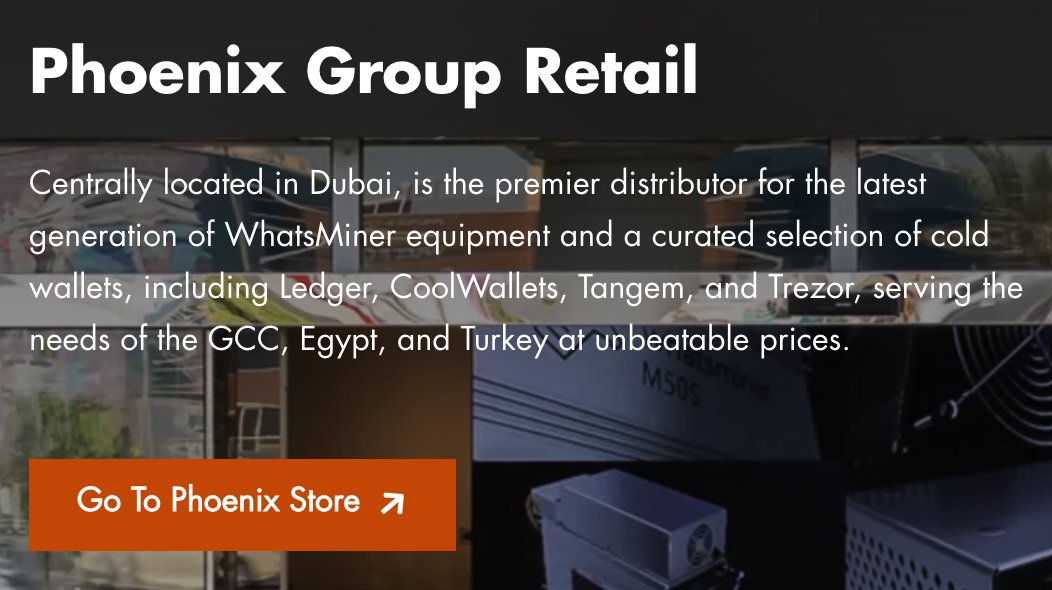 Phoenix Group Retail
Centrally located in Dubai, is the premier distributor for the latest
generation of WhatsMiner equipment and a curated selection of cold
wallets, including Ledger, CoolWallets, Tangem, and Trezor, serving the
needs of the GCC, Egypt, and Turkey at unbeatable prices.
whatsminer
M50S
Go To Phoenix Store